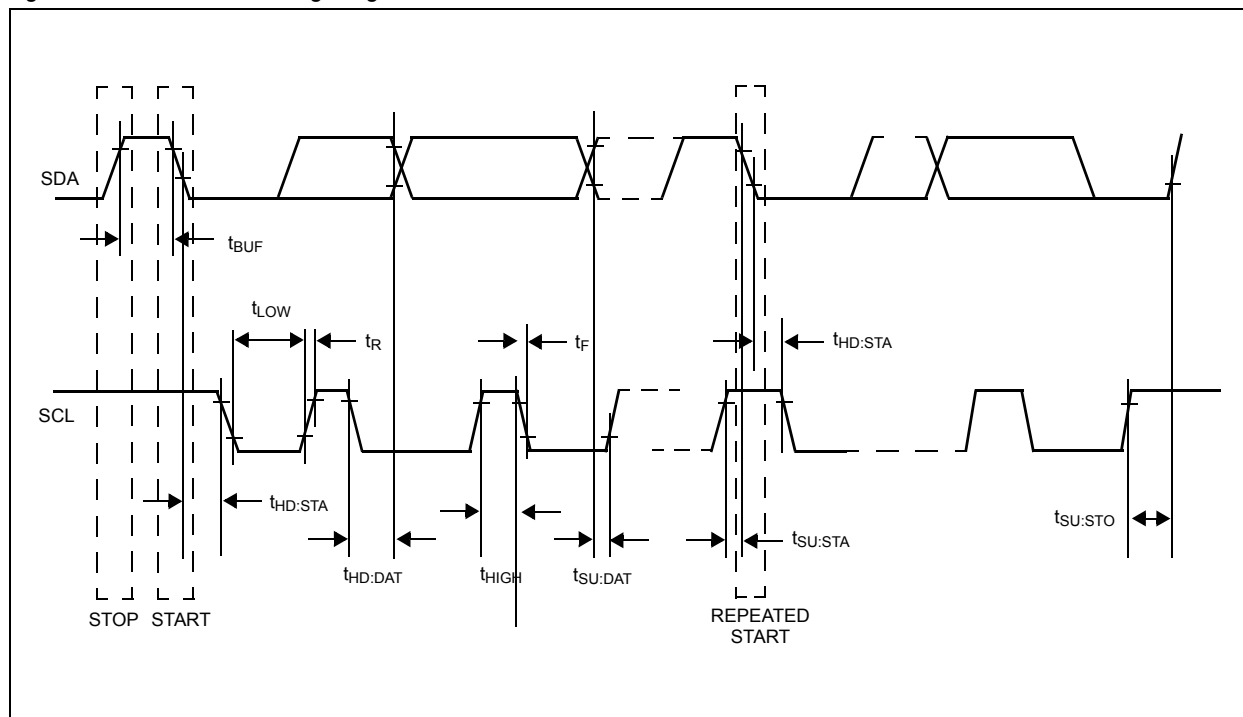 SDA
tBUF
tLOW
tR
tF
tHD:STA
SCL
tHD:STA
tSU:STA
tSU:STO
tHD:DAT
tHIGH
tSU:DAT
STOP
START
REPEATED
START